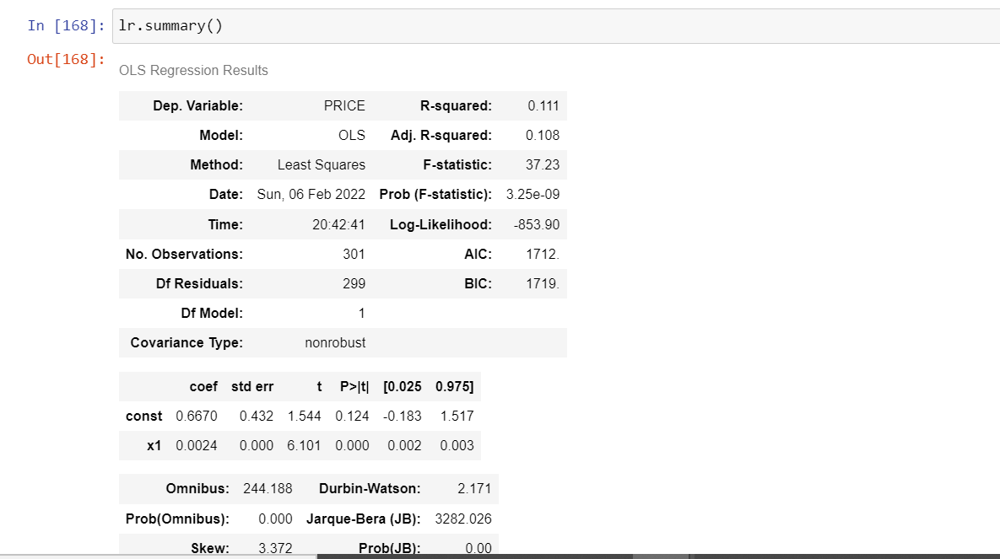 In [168]: lr.summary()
Out[168]:
OLS Regression Results
Dep. Variable: PRICE R-squared: 0.111
Model: OLS Adj. R-squared: 0.108
Method: Least Squares F-statistic: 37.23
Date: Sun, 06 Feb 2022 Prob (F-statistic): 3.25e-09
Time: 20:42:41 Log-Likelihood: -853.90
No. Observations: 301 AIC: 1712.
Df Residuals: 299 BIC: 1719.
Df Model: 1
Covariance Type: nonrobust
coef std err t P>|t| [0.025 0.975]
const 0.6670 0.432 1.544 0.124 -0.183 1.517
x1 0.0024 0.000 6.101 0.000 0.002 0.003
Omnibus: 244.188 Durbin-Watson: 2.171
Prob(Omnibus): 0.000 Jarque-Bera (JB): 3282.026
Skew: 3.372 Prob(JB): 0.00